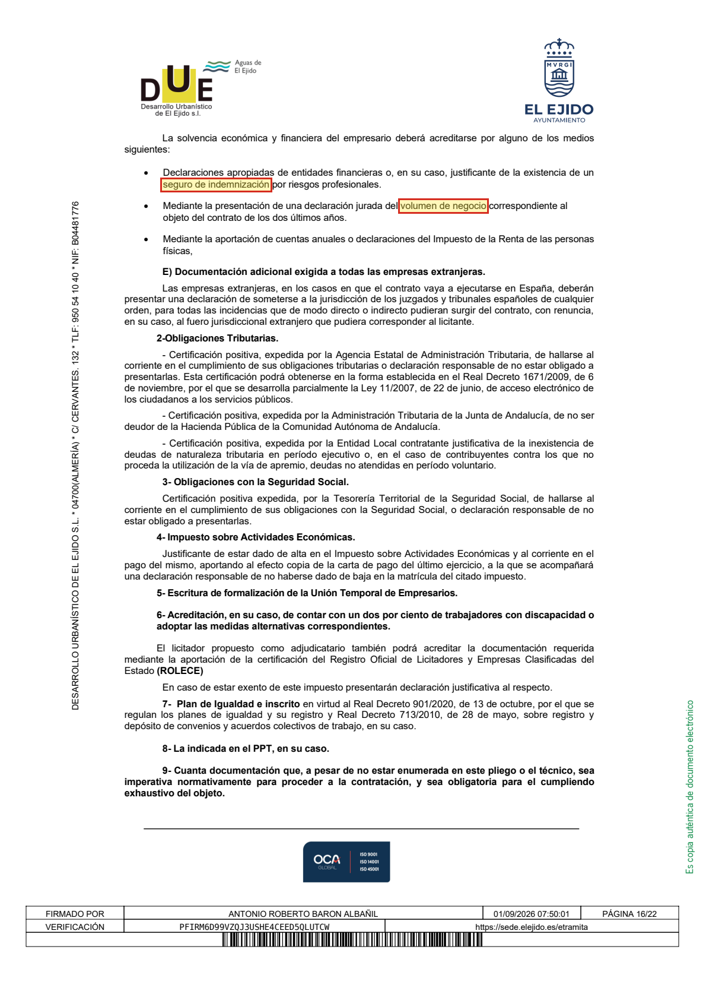 Aguas de
El Ejido
DUE
Desarrollo Urbanístico
de El Ejido s.l.
MVRGI
EL EJIDO
AYUNTAMIENTO
La solvencia económica y financiera del empresario deberá acreditarse por alguno de los medios
siguientes:
• Declaraciones apropiadas de entidades financieras o, en su caso, justificante de la existencia de un
seguro de indemnización por riesgos profesionales.
• Mediante la presentación de una declaración jurada del volumen de negocio correspondiente al
objeto del contrato de los dos últimos años.
• Mediante la aportación de cuentas anuales o declaraciones del Impuesto de la Renta de las personas
físicas,
E) Documentación adicional exigida a todas las empresas extranjeras.
Las empresas extranjeras, en los casos en que el contrato vaya a ejecutarse en España, deberán
presentar una declaración de someterse a la jurisdicción de los juzgados y tribunales españoles de cualquier
orden, para todas las incidencias que de modo directo o indirecto pudieran surgir del contrato, con renuncia,
en su caso, al fuero jurisdiccional extranjero que pudiera corresponder al licitante.
2-Obligaciones Tributarias.
- Certificación positiva, expedida por la Agencia Estatal de Administración Tributaria, de hallarse al
corriente en el cumplimiento de sus obligaciones tributarias o declaración responsable de no estar obligado a
presentarlas. Esta certificación podrá obtenerse en la forma establecida en el Real Decreto 1671/2009, de 6
de noviembre, por el que se desarrolla parcialmente la Ley 11/2007, de 22 de junio, de acceso electrónico de
los ciudadanos a los servicios públicos.
- Certificación positiva, expedida por la Administración Tributaria de la Junta de Andalucía, de no ser
deudor de la Hacienda Pública de la Comunidad Autónoma de Andalucía.
- Certificación positiva, expedida por la Entidad Local contratante justificativa de la inexistencia de
deudas de naturaleza tributaria en período ejecutivo o, en el caso de contribuyentes contra los que no
proceda la utilización de la vía de apremio, deudas no atendidas en período voluntario.
3- Obligaciones con la Seguridad Social.
Certificación positiva expedida, por la Tesorería Territorial de la Seguridad Social, de hallarse al
corriente en el cumplimiento de sus obligaciones con la Seguridad Social, o declaración responsable de no
estar obligado a presentarlas.
4- Impuesto sobre Actividades Económicas.
Justificante de estar dado de alta en el Impuesto sobre Actividades Económicas y al corriente en el
pago del mismo, aportando al efecto copia de la carta de pago del último ejercicio, a la que se acompañará
una declaración responsable de no haberse dado de baja en la matrícula del citado impuesto.
5- Escritura de formalización de la Unión Temporal de Empresarios.
6- Acreditación, en su caso, de contar con un dos por ciento de trabajadores con discapacidad o
adoptar las medidas alternativas correspondientes.
El licitador propuesto como adjudicatario también podrá acreditar la documentación requerida
mediante la aportación de la certificación del Registro Oficial de Licitadores y Empresas Clasificadas del
Estado (ROLECE)
En caso de estar exento de este impuesto presentarán declaración justificativa al respecto.
7- Plan de Igualdad e inscrito en virtud al Real Decreto 901/2020, de 13 de octubre, por el que se
regulan los planes de igualdad y su registro y Real Decreto 713/2010, de 28 de mayo, sobre registro y
depósito de convenios y acuerdos colectivos de trabajo, en su caso.
8- La indicada en el PPT, en su caso.
9- Cuanta documentación que, a pesar de no estar enumerada en este pliego o el técnico, sea
imperativa normativamente para proceder a la contratación, y sea obligatoria para el cumpliendo
exhaustivo del objeto.
DESARROLLO URBANÍSTICO DE EL EJIDO S.L. * 04700(ALMERÍA) * C/ CERVANTES. 132 * TLF: 950 54 10 40 * NIF: B04481776
Es copia auténtica de documento electrónico
OCA
GLOBAL
ISO 9001
ISO 14001
ISO 45001
FIRMADO POR ANTONIO ROBERTO BARON ALBAÑIL 01/09/2026 07:50:01 PÁGINA 16/22
VERIFICACIÓN PFIRM6D99VZQJ3USHE4CEED5QLUTCW https://sede.elejido.es/etramita